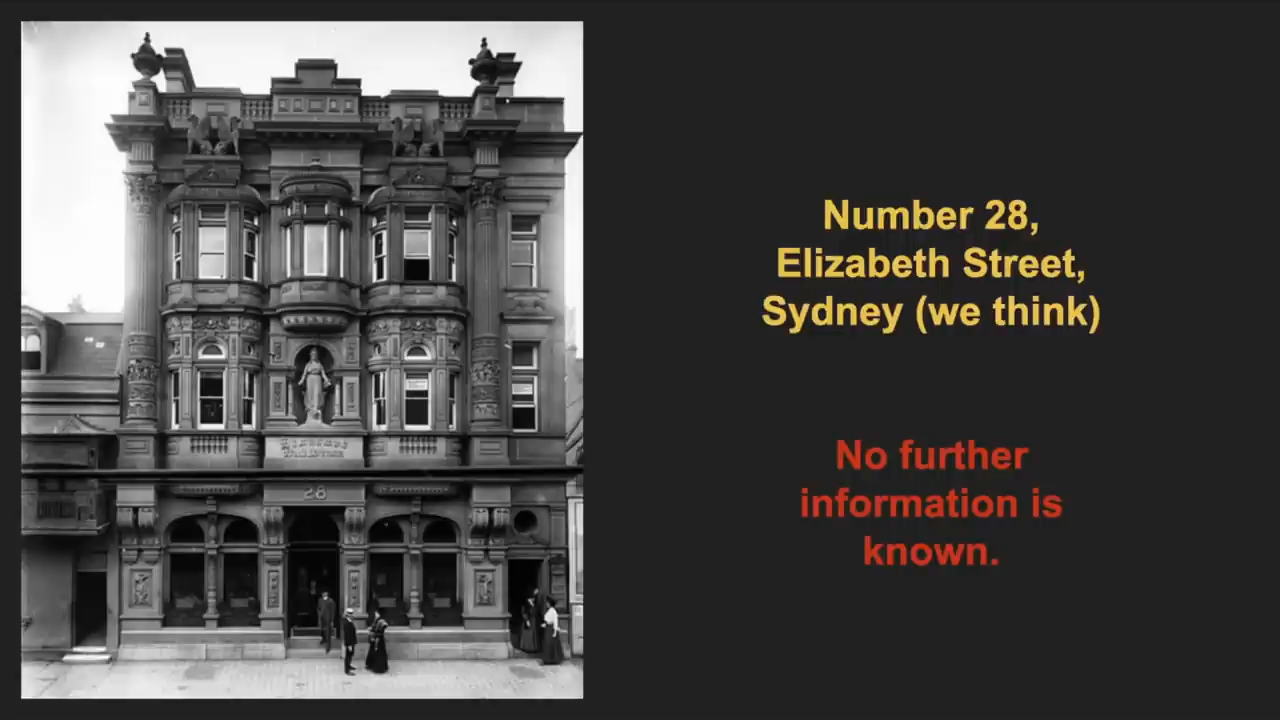 Number 28,
Elizabeth Street,
Sydney (we think)
No further
information is
known.
28